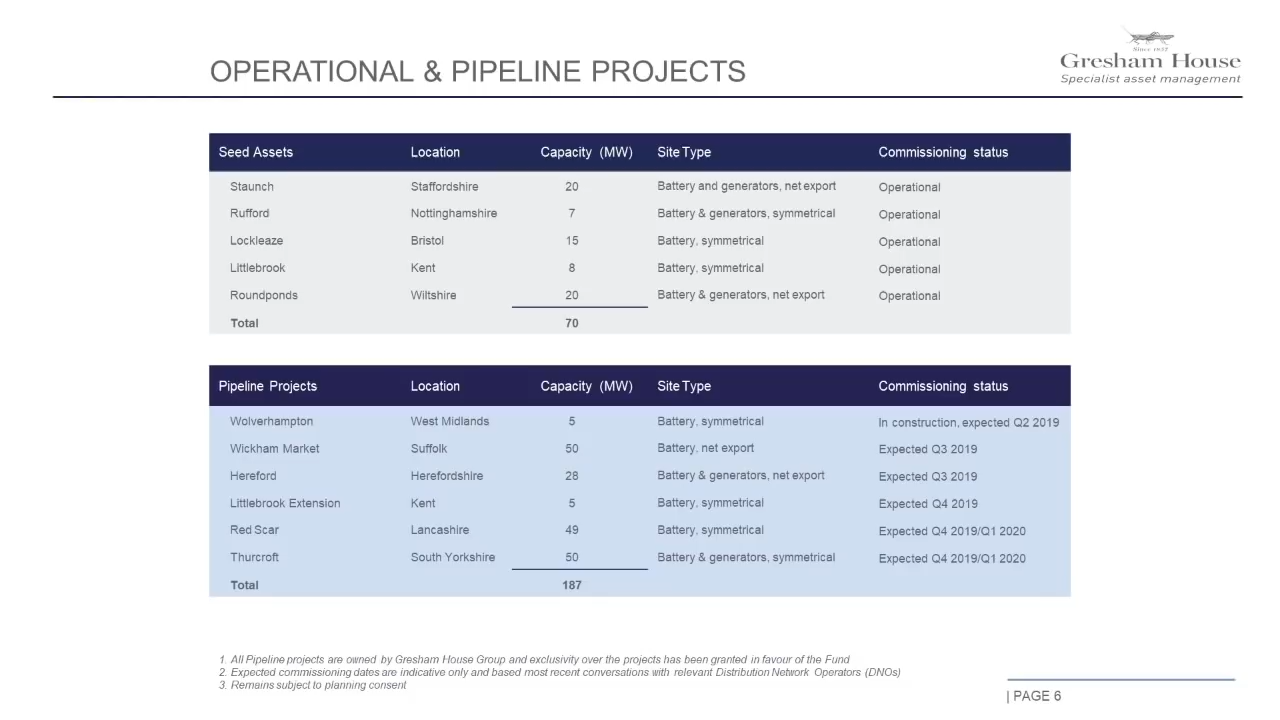 Since 1857
Gresham House
Specialist asset management
OPERATIONAL & PIPELINE PROJECTS
Seed Assets Location Capacity (MW) Site Type Commissioning status
Staunch Staffordshire 20 Battery and generators, net export Operational
Rufford Nottinghamshire 7 Battery & generators, symmetrical Operational
Lockleaze Bristol 15 Battery, symmetrical Operational
Littlebrook Kent 8 Battery, symmetrical Operational
Roundponds Wiltshire 20 Battery & generators, net export Operational
Total 70
Pipeline Projects Location Capacity (MW) Site Type Commissioning status
Wolverhampton West Midlands 5 Battery, symmetrical In construction, expected Q2 2019
Wickham Market Suffolk 50 Battery, net export Expected Q3 2019
Hereford Herefordshire 28 Battery & generators, net export Expected Q3 2019
Littlebrook Extension Kent 5 Battery, symmetrical Expected Q4 2019
Red Scar Lancashire 49 Battery, symmetrical Expected Q4 2019/Q1 2020
Thurcroft South Yorkshire 50 Battery & generators, symmetrical Expected Q4 2019/Q1 2020
Total 187
1. All Pipeline projects are owned by Gresham House Group and exclusivity over the projects has been granted in favour of the Fund
2. Expected commissioning dates are indicative only and based most recent conversations with relevant Distribution Network Operators (DNOs)
3. Remains subject to planning consent
| PAGE 6